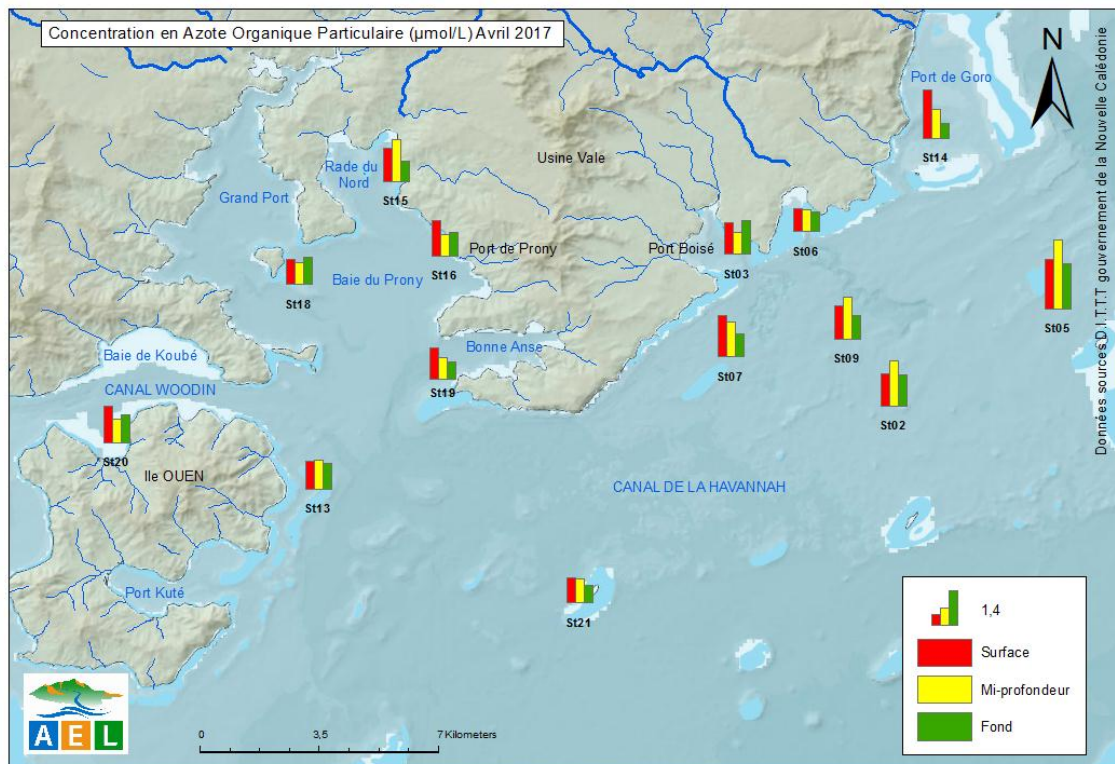 Concentration en Azote Organique Particulaire (µmol/L) Avril 2017
N
Port de Goro
St14
Usine Vale
Rade du
Nord
St15
Grand Port
Port de Prony
St16
Port Boisé
St03
St06
Baie du Prony
St18
St05
St09
St07
Bonne Anse
St19
Baie de Koubé
CANAL WOODIN
St02
St20
Ile OUEN
St13
CANAL DE LA HAVANNAH
Port Kuté
St21
1,4
Surface
Mi-profondeur
Fond
AEL
0 3,5 7 Kilometers
Données sources D.I.T.T.T gouvernement de la Nouvelle Calédonie